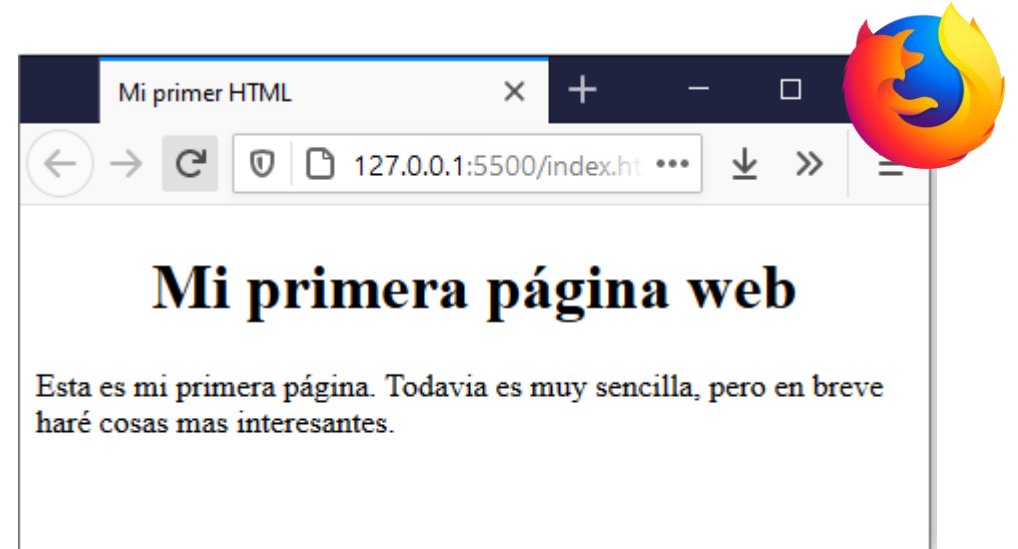 Mi primer HTML
127.0.0.1:5500/index.ht
Mi primera página web
Esta es mi primera página. Todavia es muy sencilla, pero en breve
haré cosas mas interesantes.